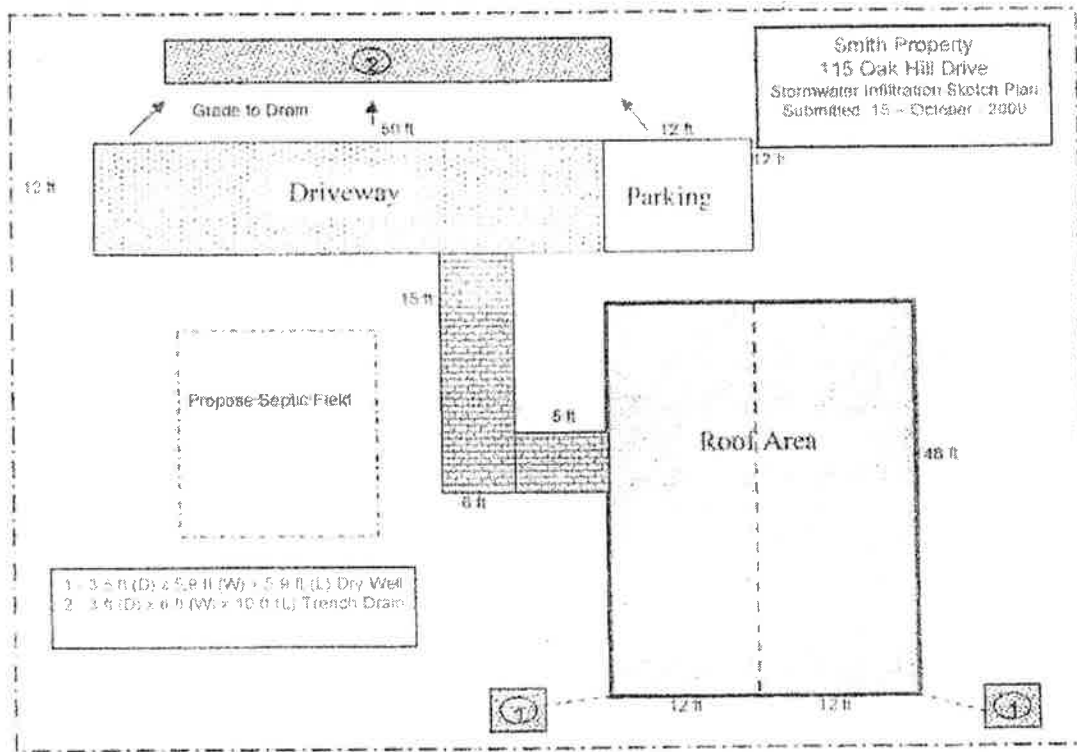 2
Smith Property
115 Oak Hill Drive
Stormwater Infiltration Sketch Plan
Submitted 15 - October - 2000
Grade to Drain
50 ft
12 ft
12 ft
12 ft
Driveway
Parking
15 ft
Propose Septic Field
5 ft
Roof Area
48 ft
6 ft
1 - 3.5 ft (D) x 5.9 ft (W) x 5.9 ft (L) Dry Well
2 - 3 ft (D) x 6 ft (W) x 10 ft (L) Trench Drain
1
12 ft
12 ft
1